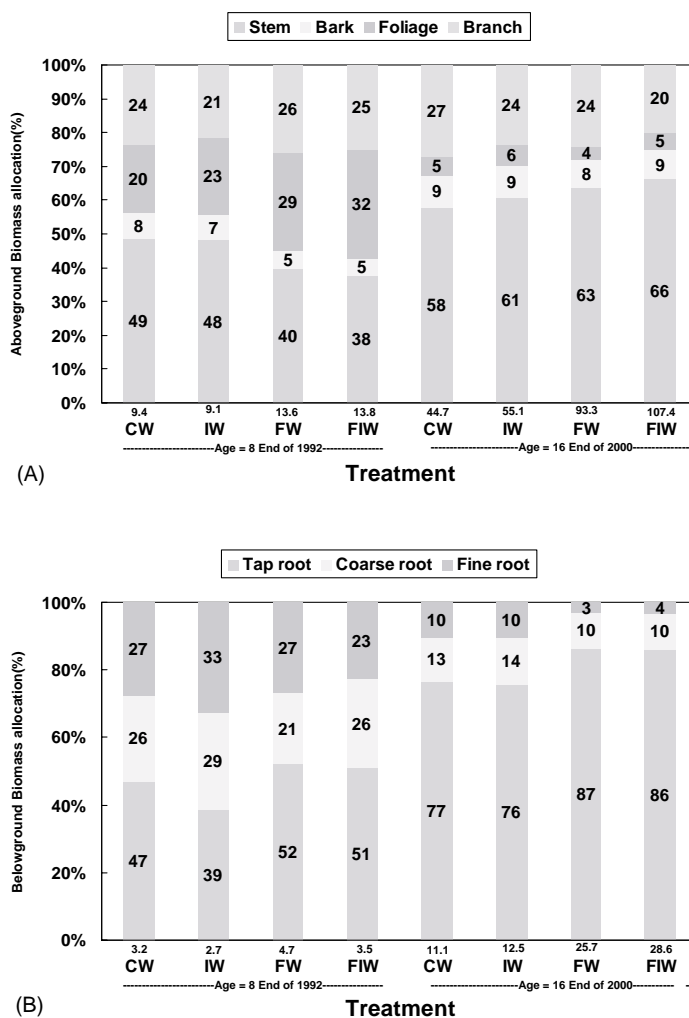 Stem Bark Foliage Branch
100%
90%
80%
70%
60%
50%
40%
30%
20%
10%
0%
Aboveground Biomass allocation(%)
24 21 26 25 27 24 24 20
20 23 29 32 5 6 4 5
8 7 5 5 9 9 8 9
49 48 40 38 58 61 63 66
9.4 9.1 13.6 13.8 44.7 55.1 93.3 107.4
CW IW FW FIW CW IW FW FIW
------------------------Age = 8 End of 1992---------------- ------------------Age = 16 End of 2000------------------
(A)
Treatment
Tap root Coarse root Fine root
100%
80%
60%
40%
20%
0%
Belowground Biomass allocation(%)
27 33 27 23 10 10 3 4
26 29 21 26 13 14 10 10
47 39 52 51 77 76 87 86
3.2 2.7 4.7 3.5 11.1 12.5 25.7 28.6
CW IW FW FIW CW IW FW FIW
------------------------Age = 8 End of 1992---------------- ------------------Age = 16 End of 2000------------------
(B)
Treatment